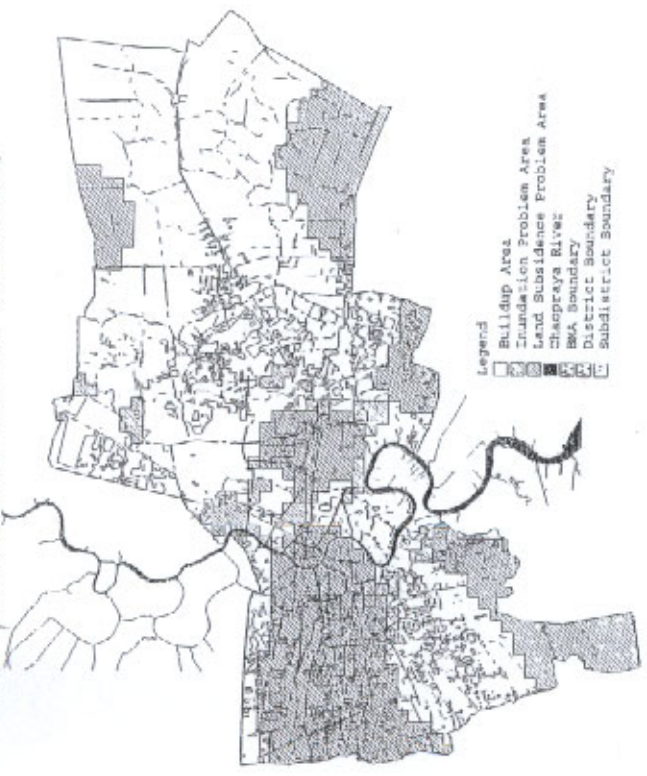 Legend
Buildup Area
Inundation Problem Area
Land Subsidence Problem Area
Chaopraya River
BMA Boundary
District Boundary
Subdistrict Boundary